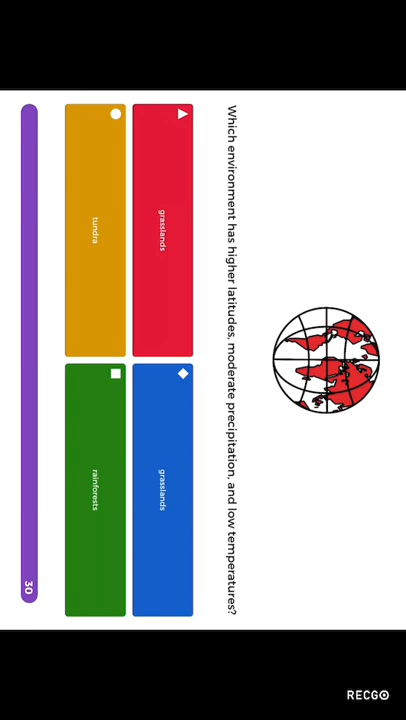 Which environment has higher latitudes, moderate precipitation, and low temperatures?
grasslands
grasslands
tundra
rainforests
30
RECGO